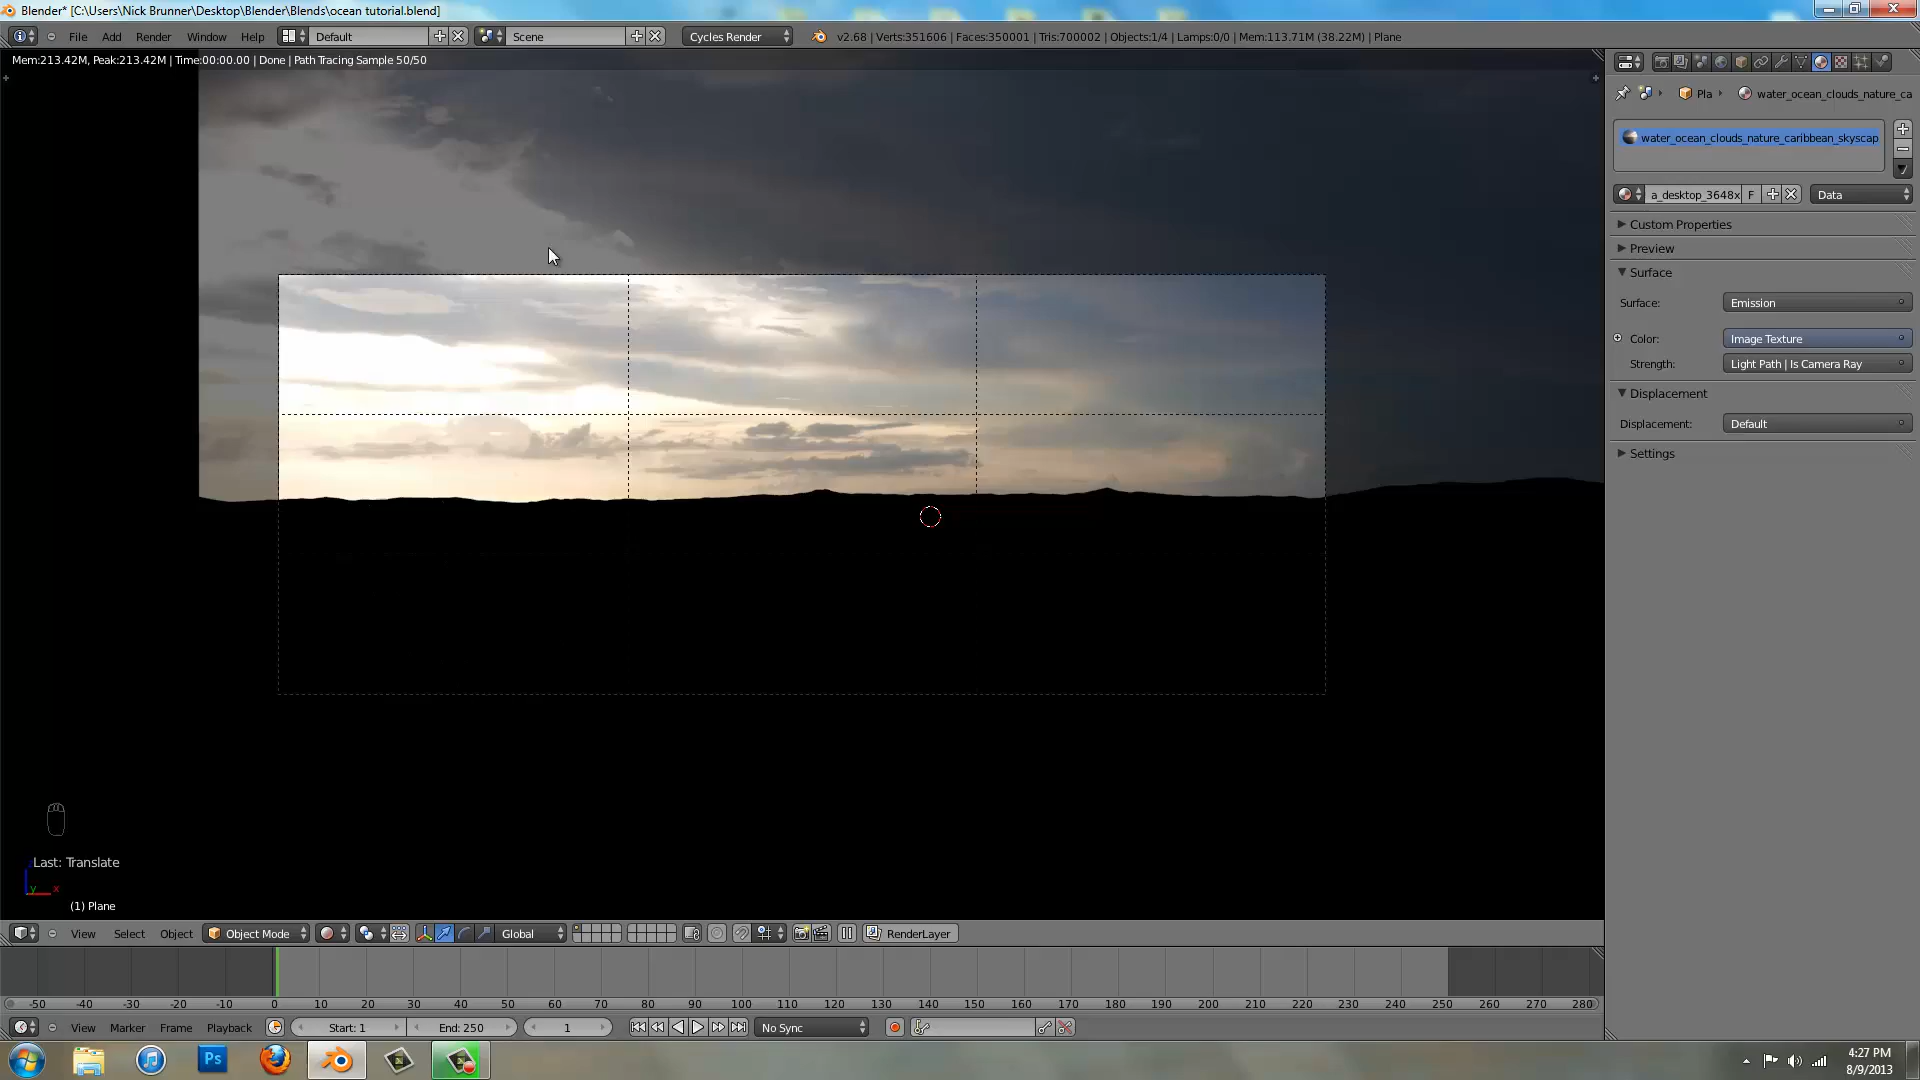 Blender* [C:\Users\Nick Brunner\Desktop\Blender\Blends\ocean tutorial.blend]
File Add Render Window Help Default Scene Cycles Render v2.68 | Verts:351606 | Faces:350001 | Tris:700002 | Objects:1/4 | Lamps:0/0 | Mem:113.71M (38.22M) | Plane
Mem:213.42M, Peak:213.42M | Time:00:00.00 | Done | Path Tracing Sample 50/50
Pla water_ocean_clouds_nature_ca
water_ocean_clouds_nature_caribbean_skyscap
a_desktop_3648x F Data
Custom Properties
Preview
Surface
Surface: Emission
Color: Image Texture
Strength: Light Path | Is Camera Ray
Displacement
Displacement: Default
Settings
Last: Translate
y x
(1) Plane
View Select Object Object Mode Global RenderLayer
-50 -40 -30 -20 -10 0 10 20 30 40 50 60 70 80 90 100 110 120 130 140 150 160 170 180 190 200 210 220 230 240 250 260 270 280
View Marker Frame Playback Start: 1 End: 250 1 No Sync
Ps
4:27 PM
8/9/2013